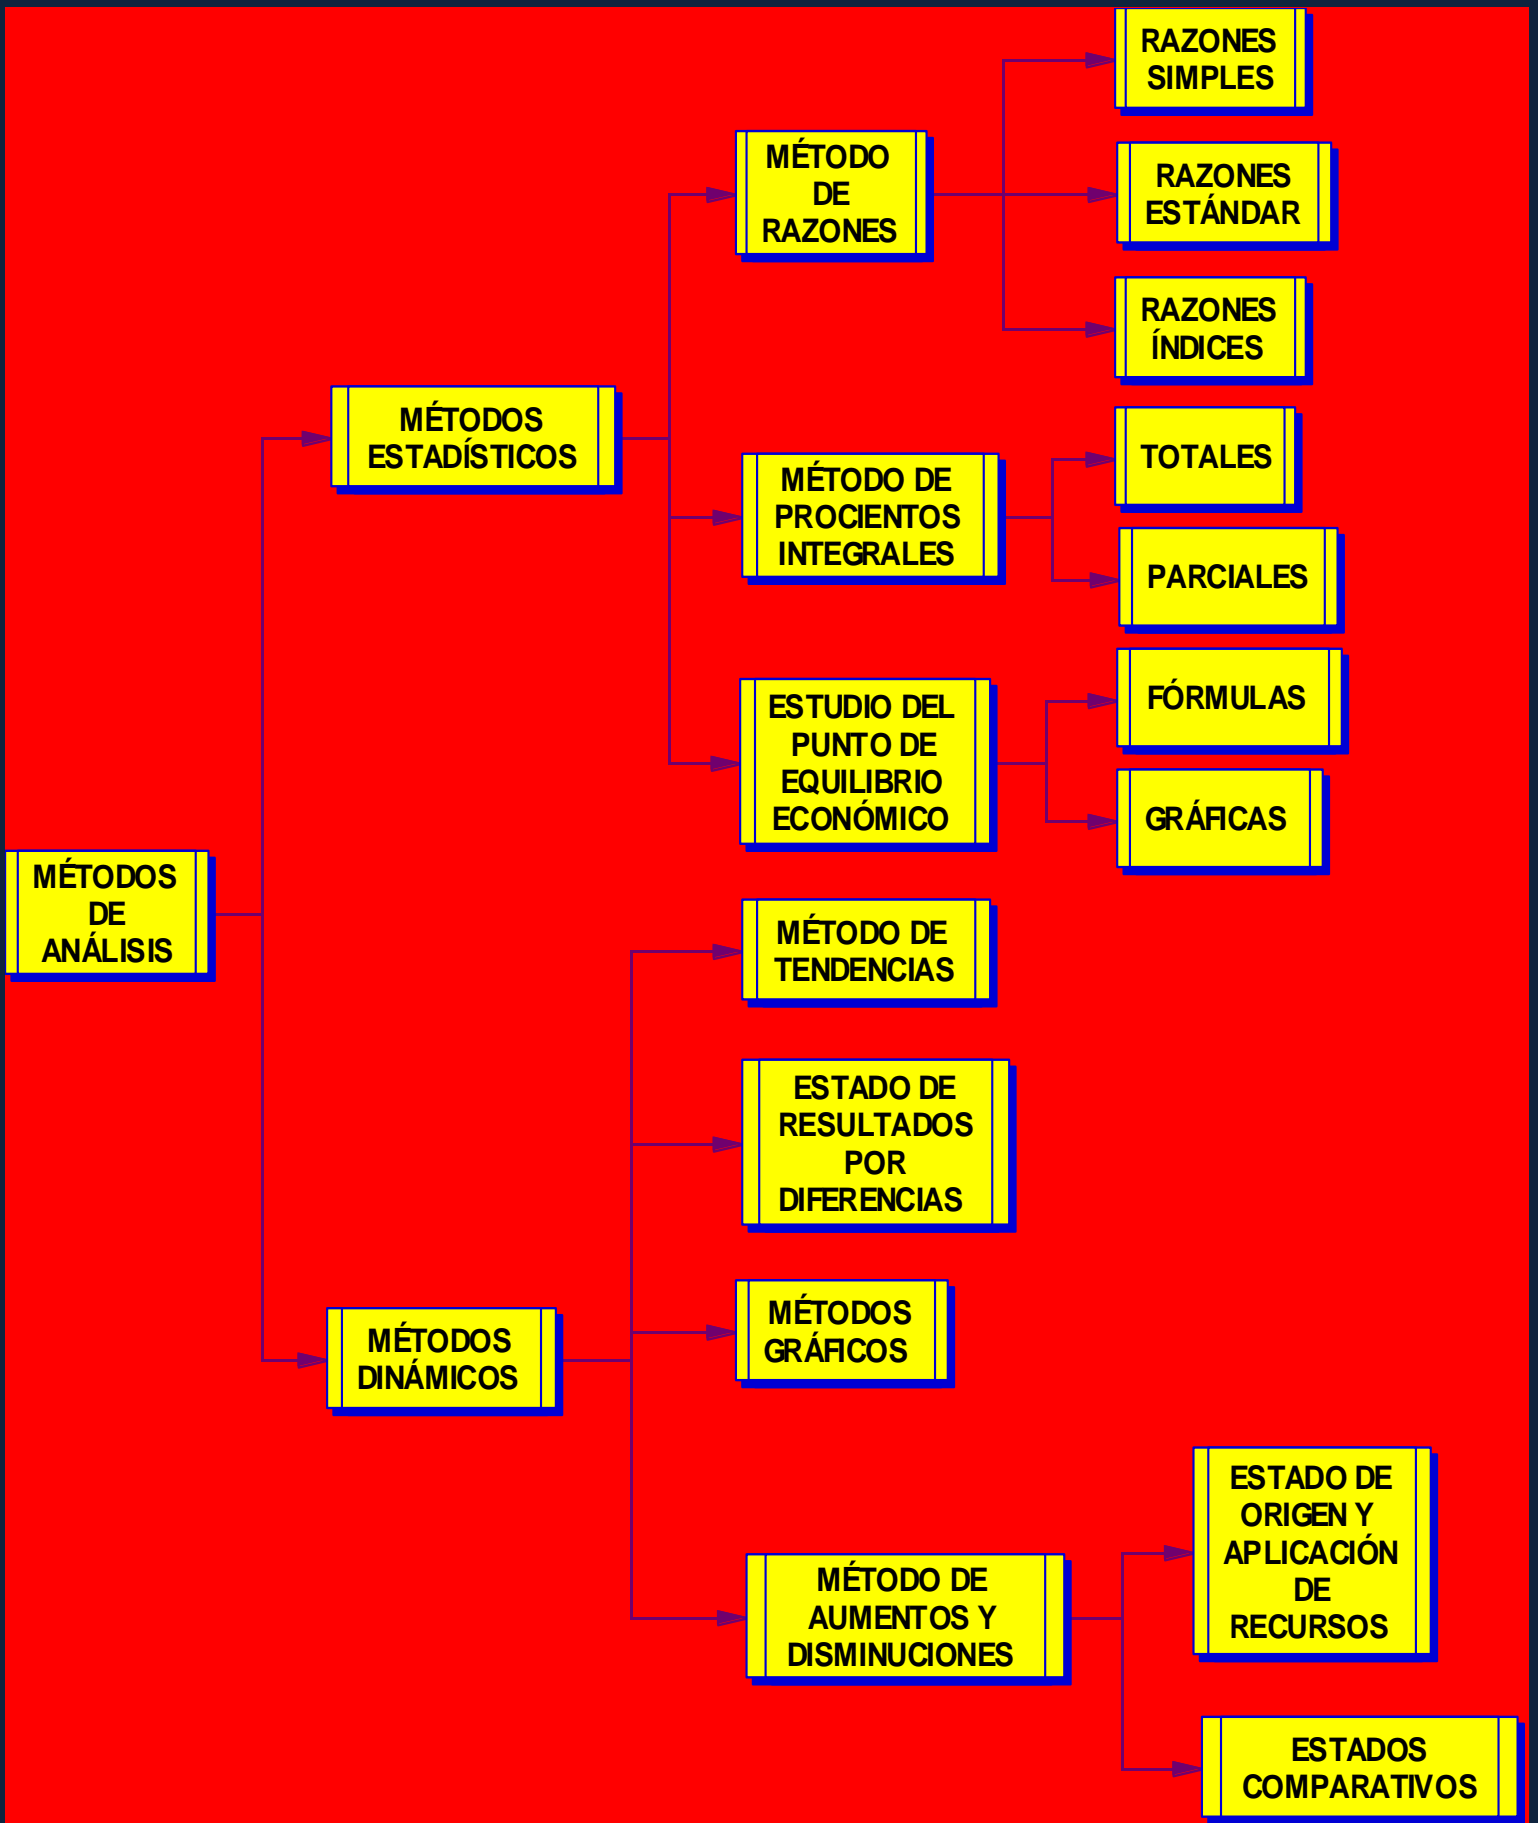 RAZONES
SIMPLES
MÉTODO
DE
RAZONES
RAZONES
ESTÁNDAR
RAZONES
ÍNDICES
MÉTODOS
ESTADÍSTICOS
TOTALES
MÉTODO DE
PROCIENTOS
INTEGRALES
PARCIALES
ESTUDIO DEL
PUNTO DE
EQUILIBRIO
ECONÓMICO
FÓRMULAS
GRÁFICAS
MÉTODOS
DE
ANÁLISIS
MÉTODO DE
TENDENCIAS
ESTADO DE
RESULTADOS
POR
DIFERENCIAS
MÉTODOS
GRÁFICOS
MÉTODOS
DINÁMICOS
ESTADO DE
ORIGEN Y
APLICACIÓN
DE
RECURSOS
MÉTODO DE
AUMENTOS Y
DISMINUCIONES
ESTADOS
COMPARATIVOS